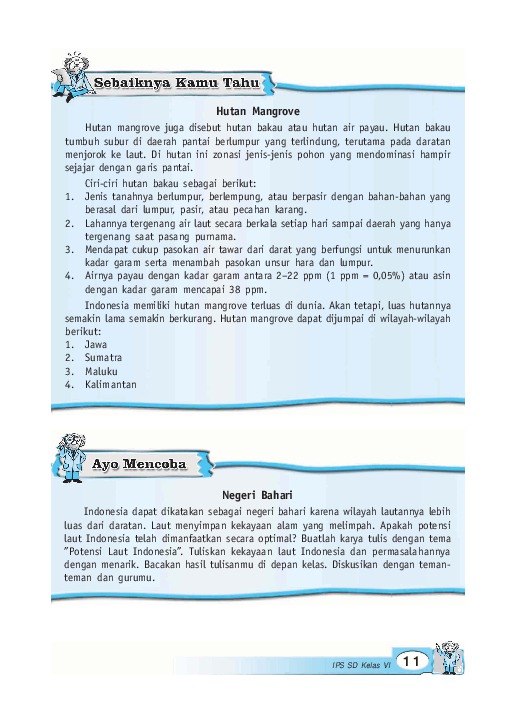 Sebaiknya Kamu Tahu
Hutan Mangrove
Hutan mangrove juga disebut hutan bakau atau hutan air payau. Hutan bakau
tumbuh subur di daerah pantai berlumpur yang terlindung, terutama pada daratan
menjorok ke laut. Di hutan ini zonasi jenis-jenis pohon yang mendominasi hampir
sejajar dengan garis pantai.
Ciri-ciri hutan bakau sebagai berikut:
1. Jenis tanahnya berlumpur, berlempung, atau berpasir dengan bahan-bahan yang
berasal dari lumpur, pasir, atau pecahan karang.
2. Lahannya tergenang air laut secara berkala setiap hari sampai daerah yang hanya
tergenang saat pasang purnama.
3. Mendapat cukup pasokan air tawar dari darat yang berfungsi untuk menurunkan
kadar garam serta menambah pasokan unsur hara dan lumpur.
4. Airnya payau dengan kadar garam antara 2–22 ppm (1 ppm = 0,05%) atau asin
dengan kadar garam mencapai 38 ppm.
Indonesia memiliki hutan mangrove terluas di dunia. Akan tetapi, luas hutannya
semakin lama semakin berkurang. Hutan mangrove dapat dijumpai di wilayah-wilayah
berikut:
1. Jawa
2. Sumatra
3. Maluku
4. Kalimantan
Ayo Mencoba
Negeri Bahari
Indonesia dapat dikatakan sebagai negeri bahari karena wilayah lautannya lebih
luas dari daratan. Laut menyimpan kekayaan alam yang melimpah. Apakah potensi
laut Indonesia telah dimanfaatkan secara optimal? Buatlah karya tulis dengan tema
"Potensi Laut Indonesia". Tuliskan kekayaan laut Indonesia dan permasalahannya
dengan menarik. Bacakan hasil tulisanmu di depan kelas. Diskusikan dengan teman-
teman dan gurumu.
IPS SD Kelas VI 11